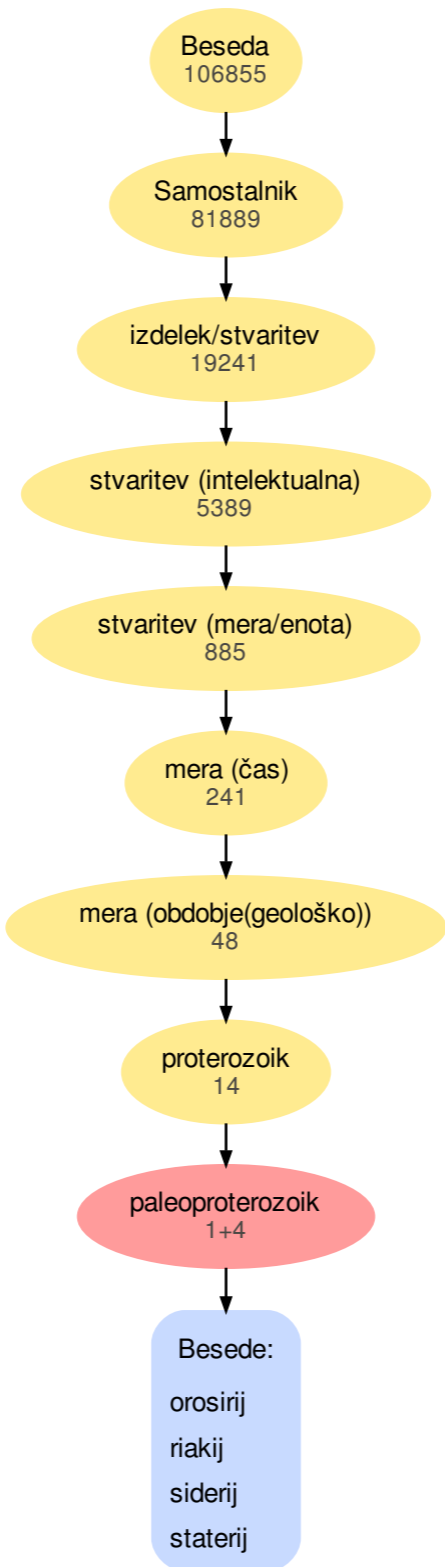 Beseda
106855
Samostalnik
81889
izdelek/stvaritev
19241
stvaritev (intelektualna)
5389
stvaritev (mera/enota)
885
mera (čas)
241
mera (obdobje(geološko))
48
proterozoik
14
paleoproterozoik
1+4
Besede:
orosirij
riakij
siderij
staterij